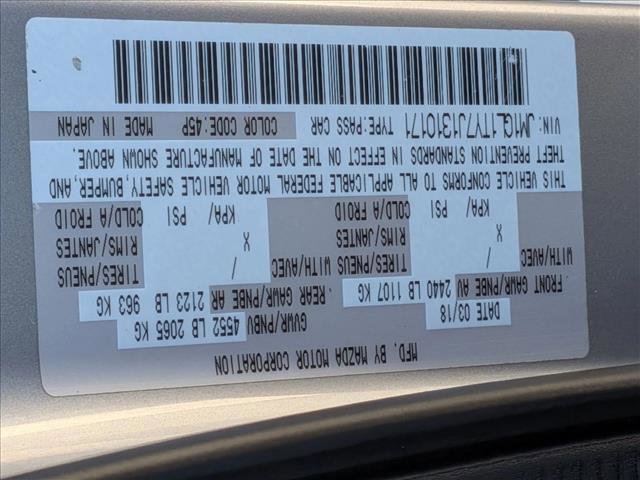 MFD. BY MAZDA MOTOR CORPORATION
DATE 03/18 GVWR/PNBV 4552 LB 2065 KG
FRONT GAWR/PNBE AV 2440 LB 1107 KG REAR GAWR/PNBE AR 2123 LB 963 KG
WITH/AVEC / TIRES/PNEUS WITH/AVEC / TIRES/PNEUS
X RIMS/JANTES X RIMS/JANTES
KPA/ PSI COLD/A FROID KPA/ PSI COLD/A FROID
THIS VEHICLE CONFORMS TO ALL APPLICABLE FEDERAL MOTOR VEHICLE SAFETY, BUMPER, AND
THEFT PREVENTION STANDARDS IN EFFECT ON THE DATE OF MANUFACTURE SHOWN ABOVE.
VIN: JM1GL1TY7J1310171 TYPE:PASS CAR COLOR CODE:45P MADE IN JAPAN